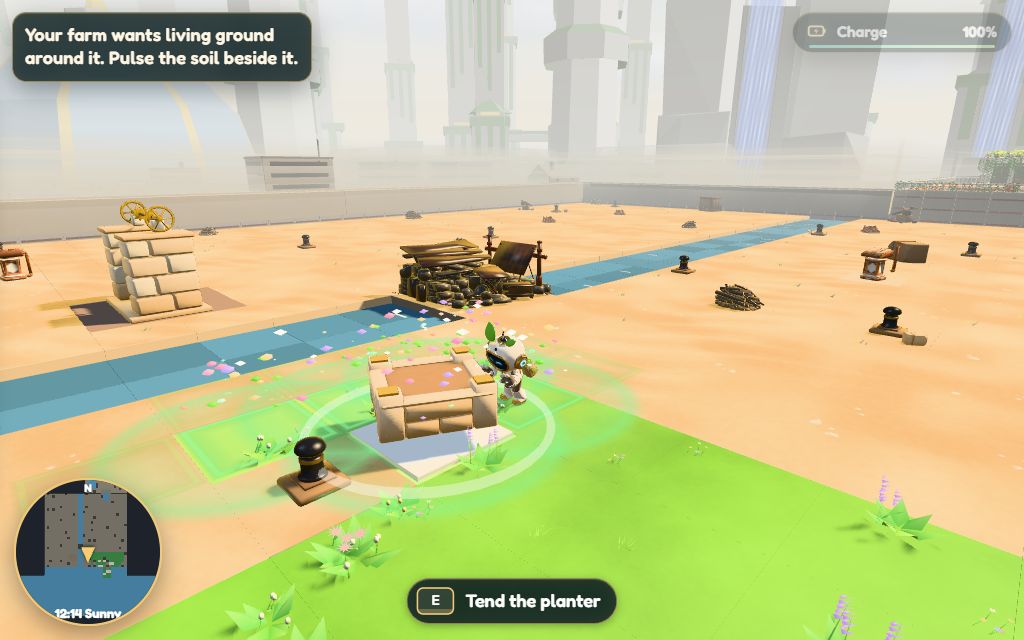 Your farm wants living ground
around it. Pulse the soil beside it.
Charge 100%
N
12:14 Sunny
E Tend the planter